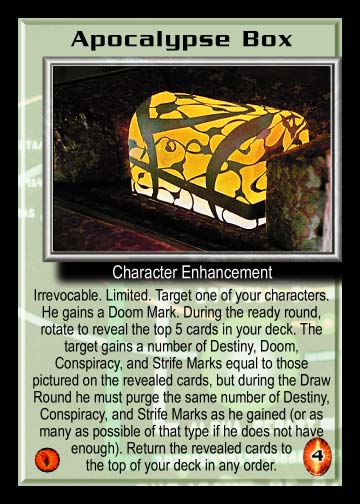 Apocalypse Box
Character Enhancement
Irrevocable. Limited. Target one of your characters.
He gains a Doom Mark. During the ready round,
rotate to reveal the top 5 cards in your deck. The
target gains a number of Destiny, Doom,
Conspiracy, and Strife Marks equal to those
pictured on the revealed cards, but during the Draw
Round he must purge the same number of Destiny,
Conspiracy, and Strife Marks as he gained (or as
many as possible of that type if he does not have
enough). Return the revealed cards to
the top of your deck in any order.
4